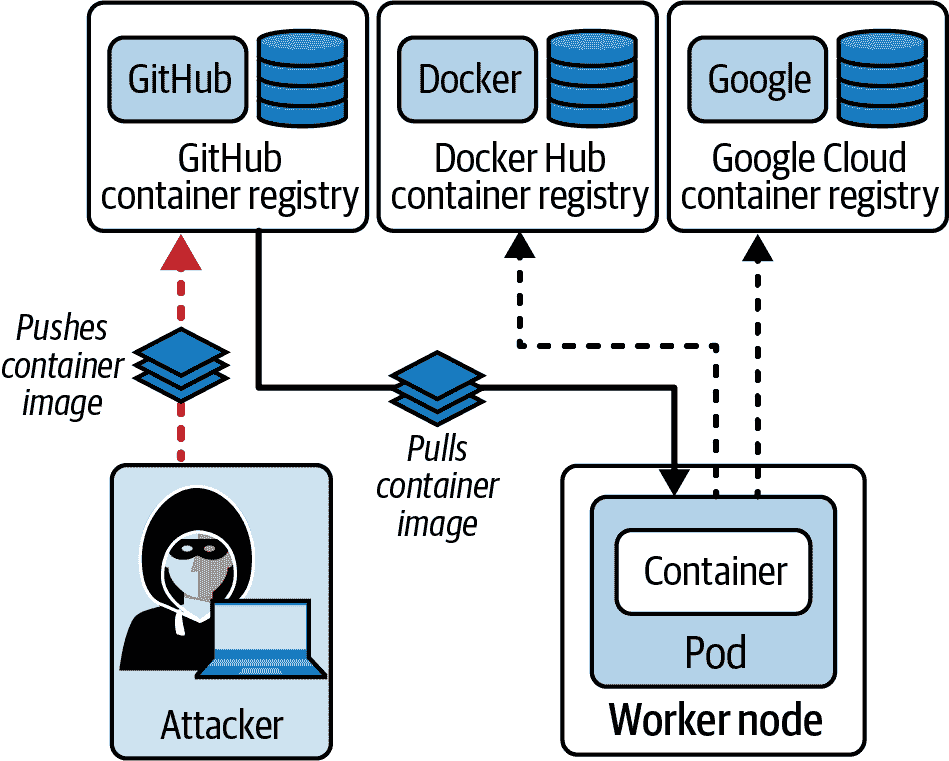 GitHub
GitHub
container registry
Docker
Docker Hub
container registry
Google
Google Cloud
container registry
Pushes
container
image
Pulls
container
image
Attacker
Container
Pod
Worker node